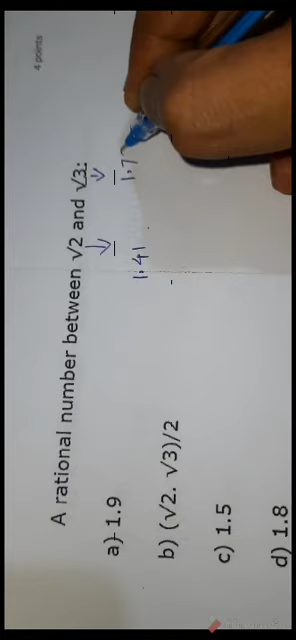 4 points
A rational number between √2 and √3:
1.41 1.7
a) 1.9
b) (√2. √3)/2
c) 1.5
d) 1.8